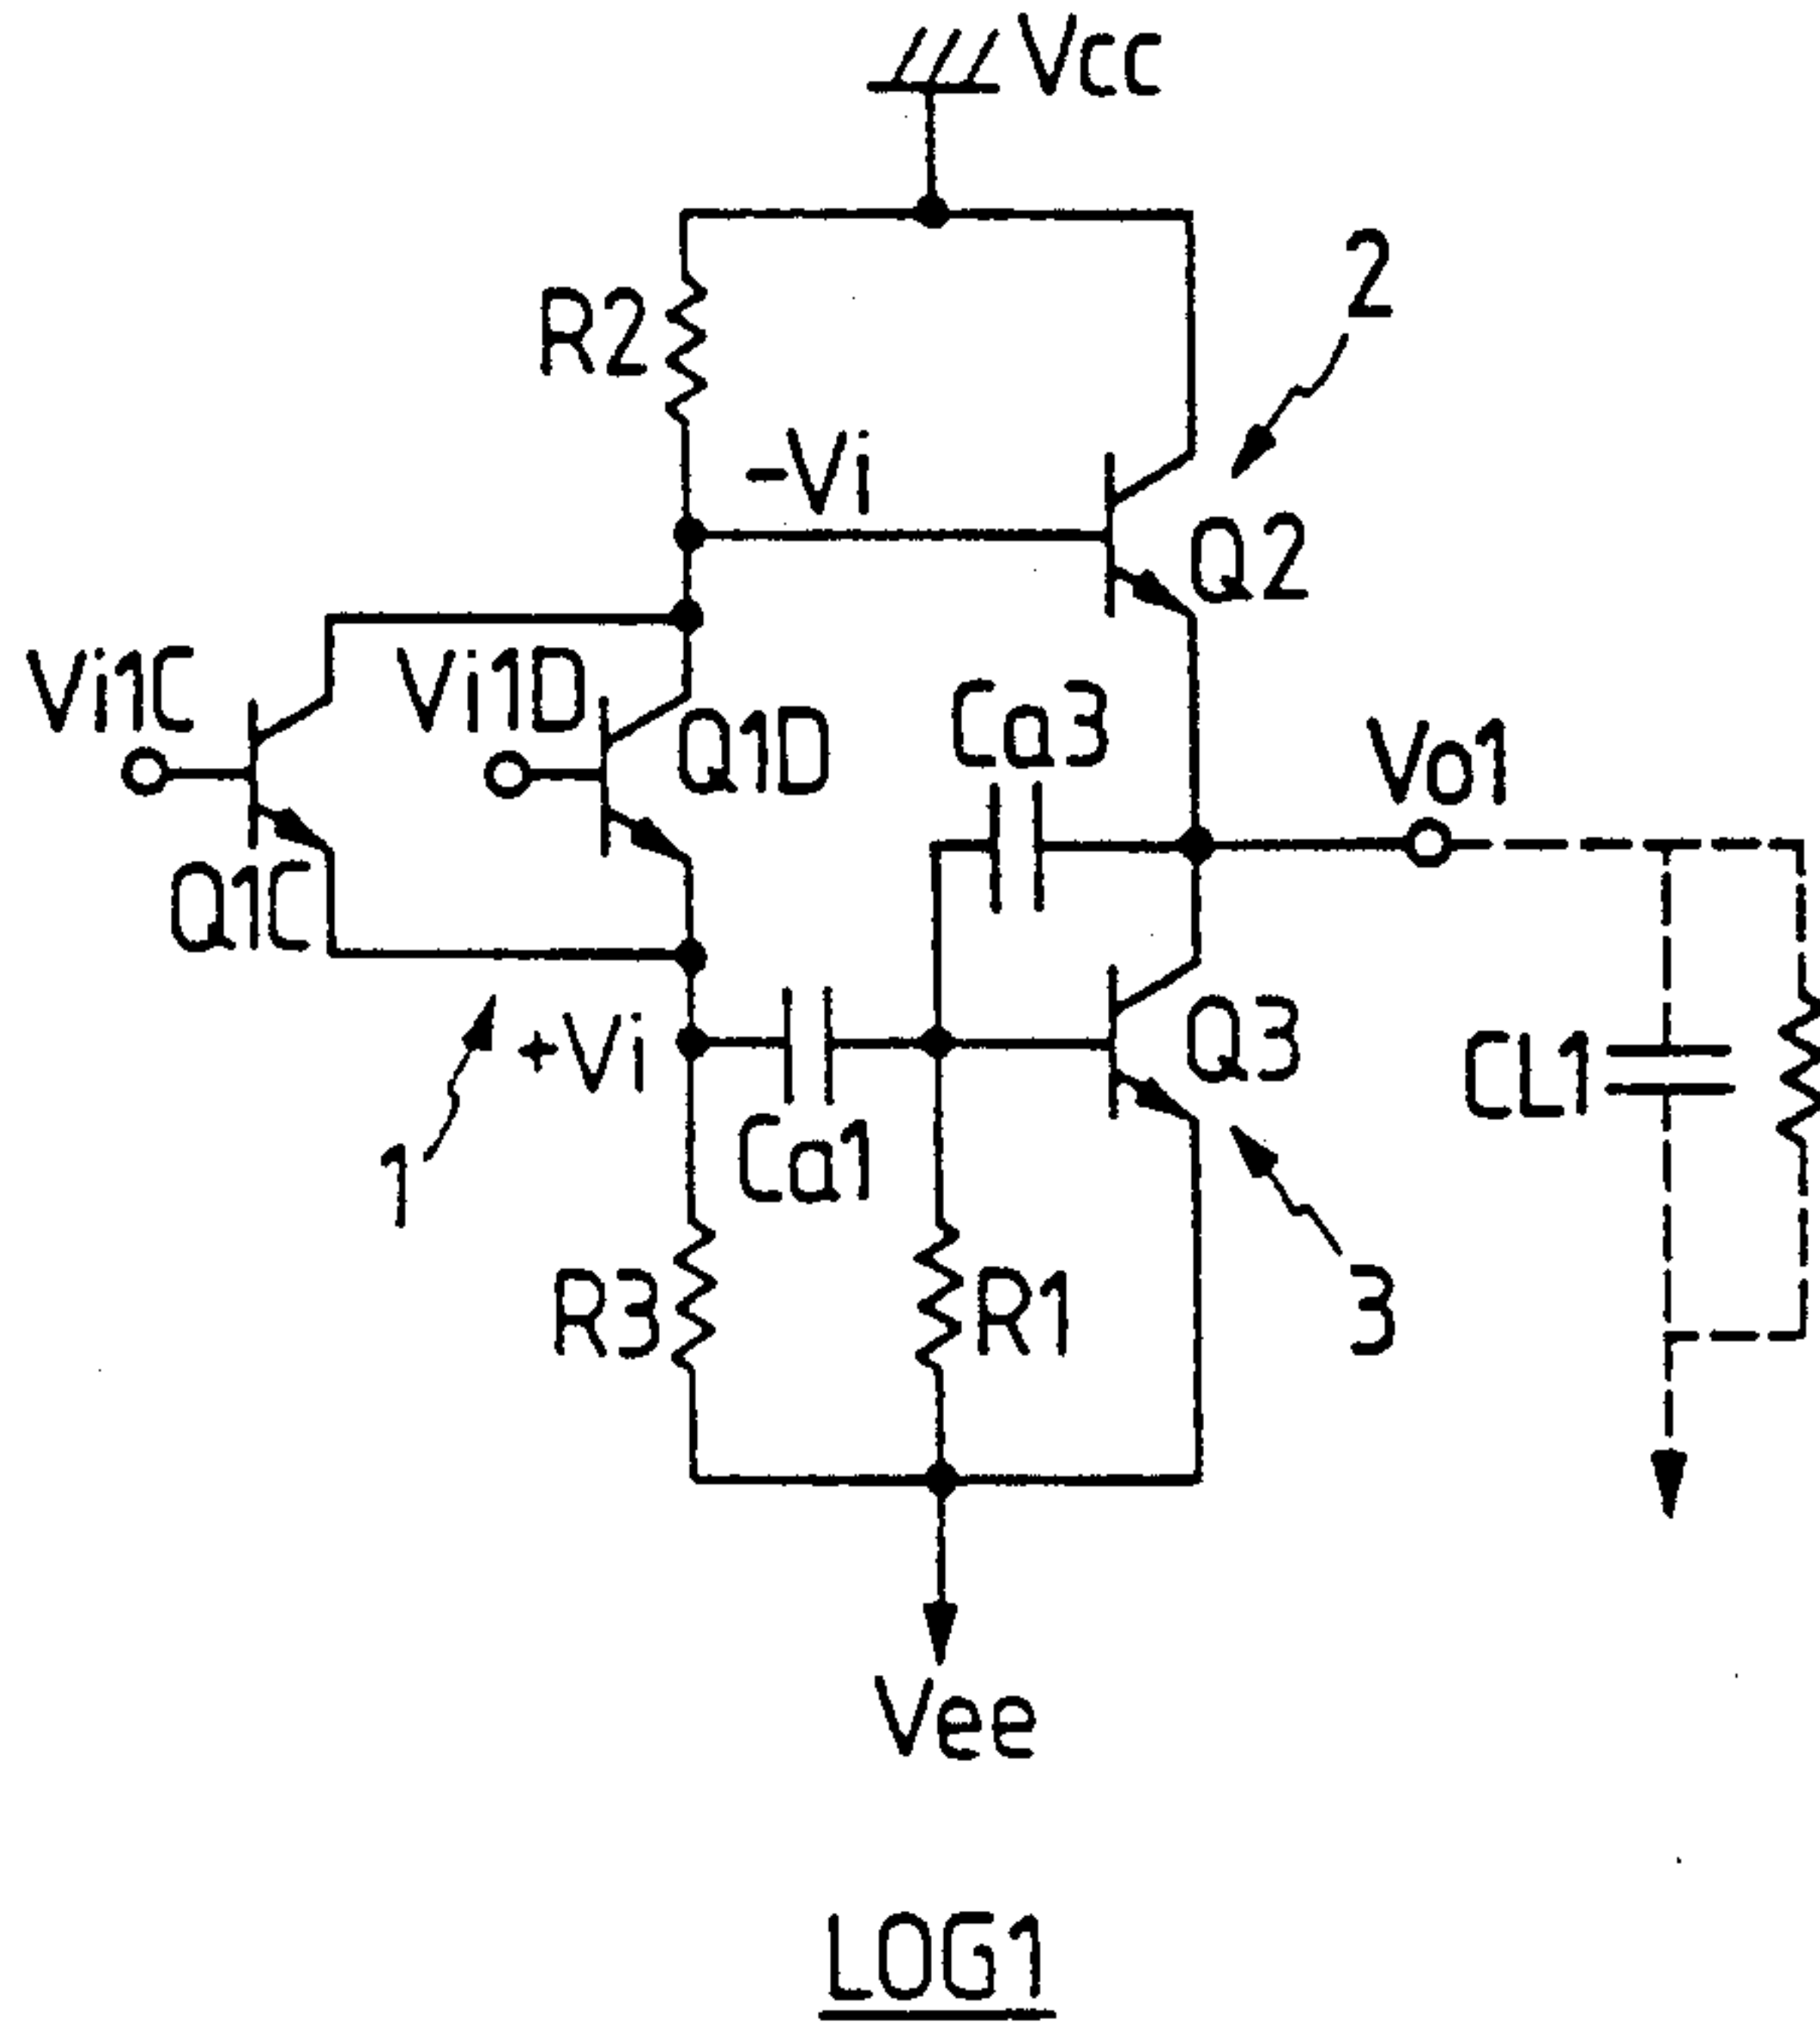 Vcc
2
R2
-Vi
Q2
Vi1C
Vi1D
Q1D
Ca3
Vo1
Q1C
+Vi
Q3
CL1
1
Ca1
R3
R1
3
Vee
LOG1